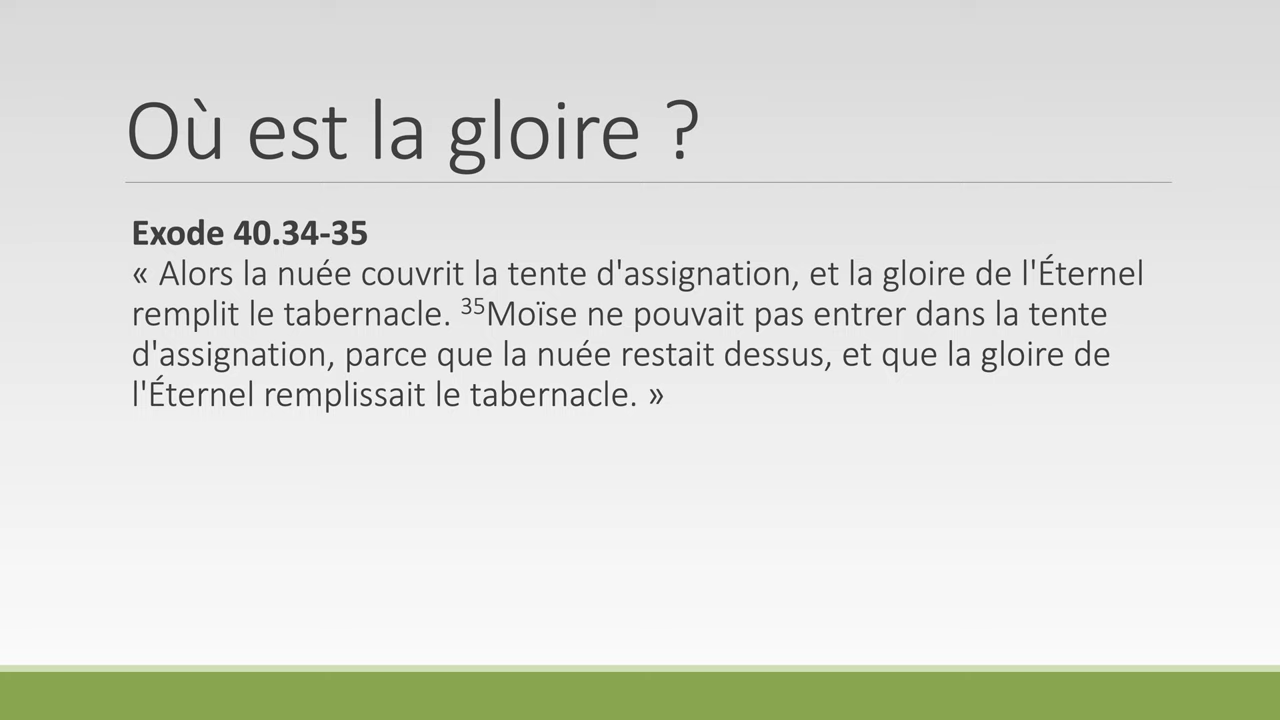 Où est la gloire ?
Exode 40.34-35
« Alors la nuée couvrit la tente d'assignation, et la gloire de l'Éternel
remplit le tabernacle. ³⁵Moïse ne pouvait pas entrer dans la tente
d'assignation, parce que la nuée restait dessus, et que la gloire de
l'Éternel remplissait le tabernacle. »